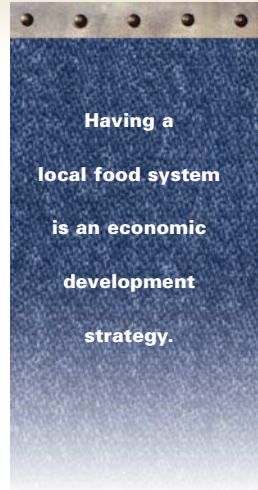 Having a
local food system
is an economic
development
strategy.